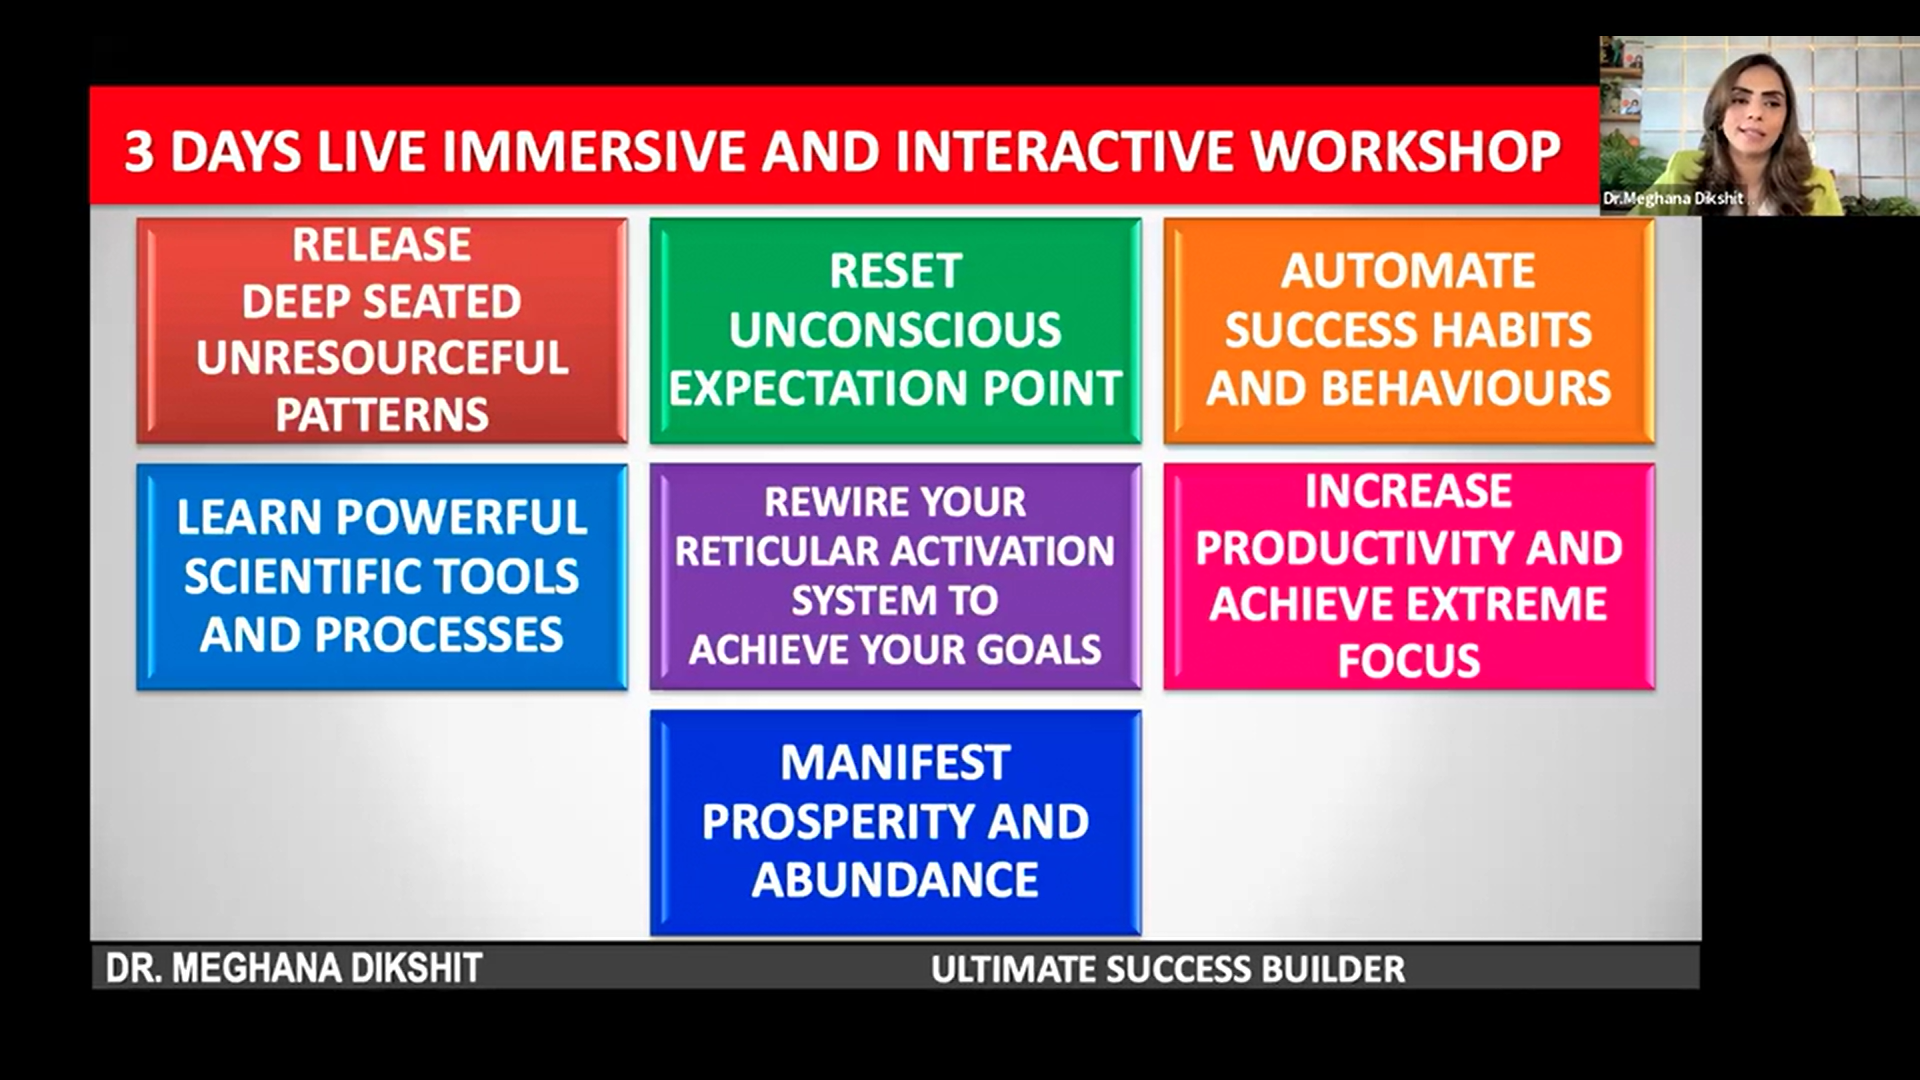 3 DAYS LIVE IMMERSIVE AND INTERACTIVE WORKSHOP
Dr.Meghana Dikshit
RELEASE
DEEP SEATED
UNRESOURCEFUL
PATTERNS
RESET
UNCONSCIOUS
EXPECTATION POINT
AUTOMATE
SUCCESS HABITS
AND BEHAVIOURS
LEARN POWERFUL
SCIENTIFIC TOOLS
AND PROCESSES
REWIRE YOUR
RETICULAR ACTIVATION
SYSTEM TO
ACHIEVE YOUR GOALS
INCREASE
PRODUCTIVITY AND
ACHIEVE EXTREME
FOCUS
MANIFEST
PROSPERITY AND
ABUNDANCE
DR. MEGHANA DIKSHIT
ULTIMATE SUCCESS BUILDER